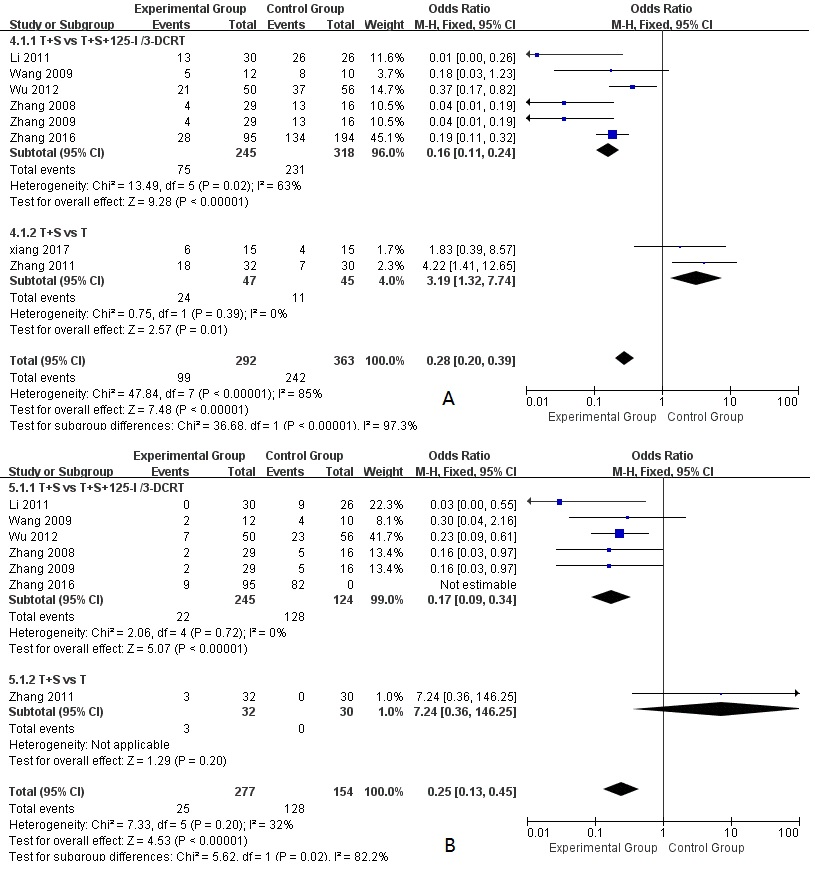 Experimental Group Control Group Odds Ratio Odds Ratio
Study or Subgroup Events Total Events Total Weight M-H, Fixed, 95% CI M-H, Fixed, 95% CI
4.1.1 T+S vs T+S+125-I /3-DCRT
Li 2011 13 30 26 26 11.6% 0.01 [0.00, 0.26]
Wang 2009 5 12 8 10 3.7% 0.18 [0.03, 1.23]
Wu 2012 21 50 37 56 14.7% 0.37 [0.17, 0.82]
Zhang 2008 4 29 13 16 10.5% 0.04 [0.01, 0.19]
Zhang 2009 4 29 13 16 10.5% 0.04 [0.01, 0.19]
Zhang 2016 28 95 134 194 45.1% 0.19 [0.11, 0.32]
Subtotal (95% CI) 245 318 96.0% 0.16 [0.11, 0.24]
Total events 75 231
Heterogeneity: Chi² = 13.49, df = 5 (P = 0.02); I² = 63%
Test for overall effect: Z = 9.28 (P < 0.00001)
4.1.2 T+S vs T
xiang 2017 6 15 4 15 1.7% 1.83 [0.39, 8.57]
Zhang 2011 18 32 7 30 2.3% 4.22 [1.41, 12.65]
Subtotal (95% CI) 47 45 4.0% 3.19 [1.32, 7.74]
Total events 24 11
Heterogeneity: Chi² = 0.75, df = 1 (P = 0.39); I² = 0%
Test for overall effect: Z = 2.57 (P = 0.01)
Total (95% CI) 292 363 100.0% 0.28 [0.20, 0.39]
Total events 99 242
Heterogeneity: Chi² = 47.84, df = 7 (P < 0.00001); I² = 85%
Test for overall effect: Z = 7.48 (P < 0.00001)
Test for subgroup differences: Chi² = 36.68, df = 1 (P < 0.00001), I² = 97.3%
A
0.01 0.1 1 10 100
Experimental Group Control Group
Experimental Group Control Group Odds Ratio Odds Ratio
Study or Subgroup Events Total Events Total Weight M-H, Fixed, 95% CI M-H, Fixed, 95% CI
5.1.1 T+S vs T+S+125-I /3-DCRT
Li 2011 0 30 9 26 22.3% 0.03 [0.00, 0.55]
Wang 2009 2 12 4 10 8.1% 0.30 [0.04, 2.16]
Wu 2012 7 50 23 56 41.7% 0.23 [0.09, 0.61]
Zhang 2008 2 29 5 16 13.4% 0.16 [0.03, 0.97]
Zhang 2009 2 29 5 16 13.4% 0.16 [0.03, 0.97]
Zhang 2016 9 95 82 0 Not estimable
Subtotal (95% CI) 245 124 99.0% 0.17 [0.09, 0.34]
Total events 22 128
Heterogeneity: Chi² = 2.06, df = 4 (P = 0.72); I² = 0%
Test for overall effect: Z = 5.07 (P < 0.00001)
5.1.2 T+S vs T
Zhang 2011 3 32 0 30 1.0% 7.24 [0.36, 146.25]
Subtotal (95% CI) 32 30 1.0% 7.24 [0.36, 146.25]
Total events 3 0
Heterogeneity: Not applicable
Test for overall effect: Z = 1.29 (P = 0.20)
Total (95% CI) 277 154 100.0% 0.25 [0.13, 0.45]
Total events 25 128
Heterogeneity: Chi² = 7.33, df = 5 (P = 0.20); I² = 32%
Test for overall effect: Z = 4.53 (P < 0.00001)
Test for subgroup differences: Chi² = 5.62, df = 1 (P = 0.02), I² = 82.2%
B
0.01 0.1 1 10 100
Experimental Group Control Group